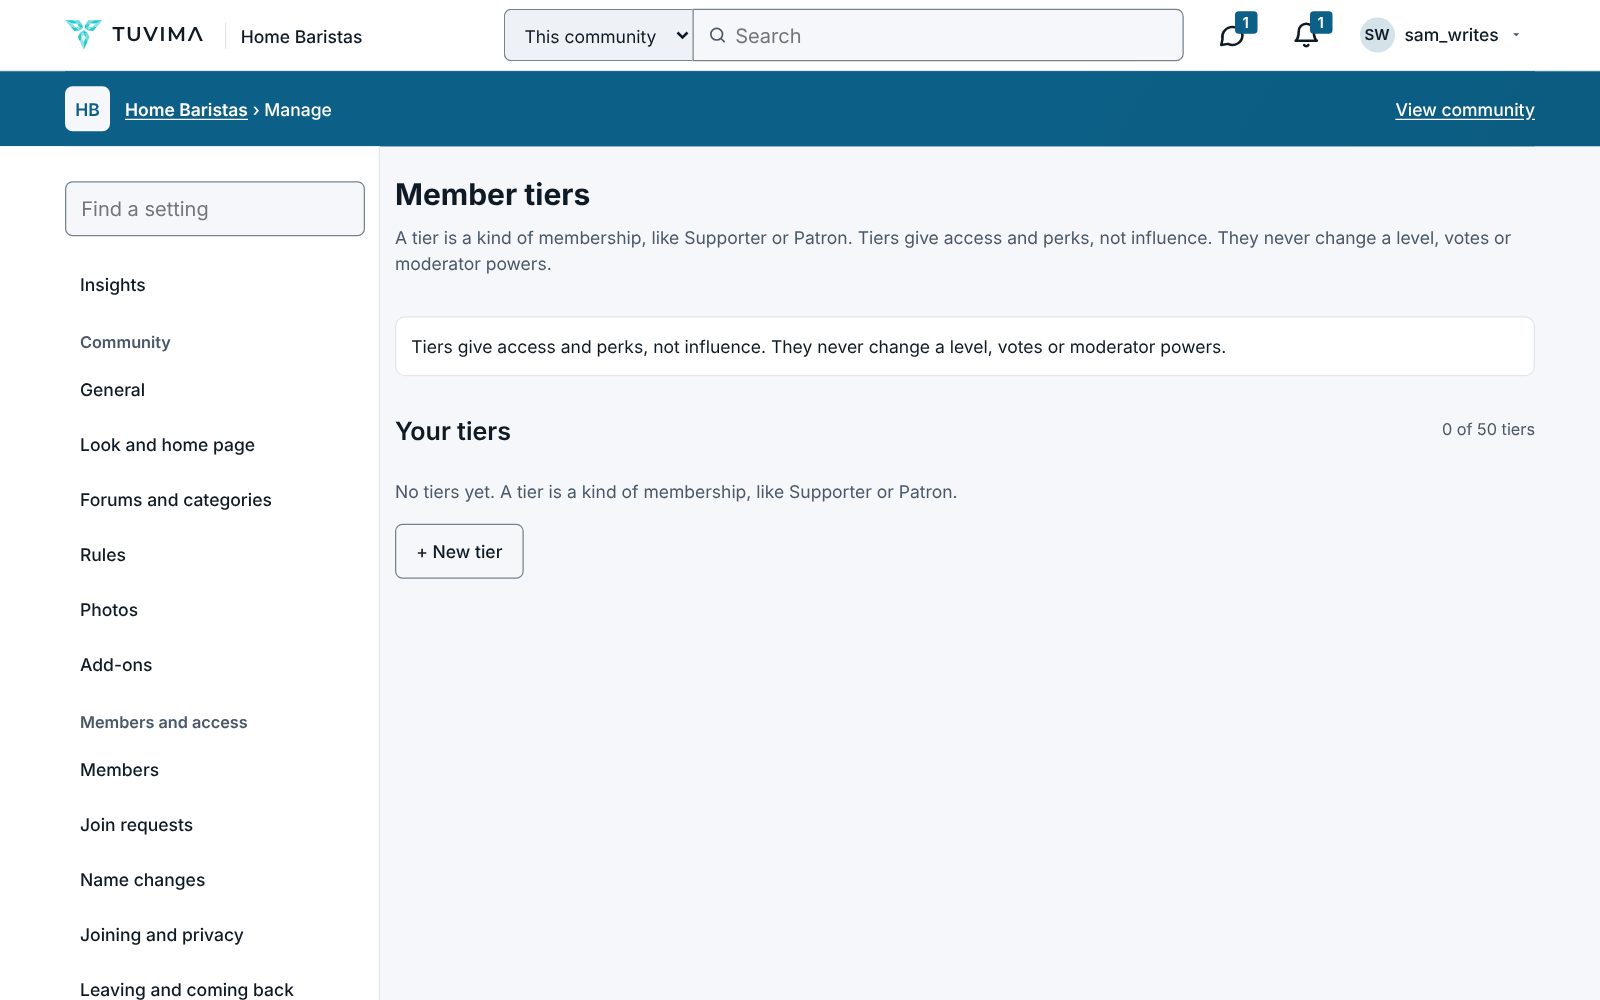 TUVIMA
Home Baristas
This community
Search
1
1
SW
sam_writes
HB
Home Baristas › Manage
View community
Find a setting
Insights
Community
General
Look and home page
Forums and categories
Rules
Photos
Add-ons
Members and access
Members
Join requests
Name changes
Joining and privacy
Leaving and coming back
Member tiers
A tier is a kind of membership, like Supporter or Patron. Tiers give access and perks, not influence. They never change a level, votes or
moderator powers.
Tiers give access and perks, not influence. They never change a level, votes or moderator powers.
Your tiers
0 of 50 tiers
No tiers yet. A tier is a kind of membership, like Supporter or Patron.
+ New tier